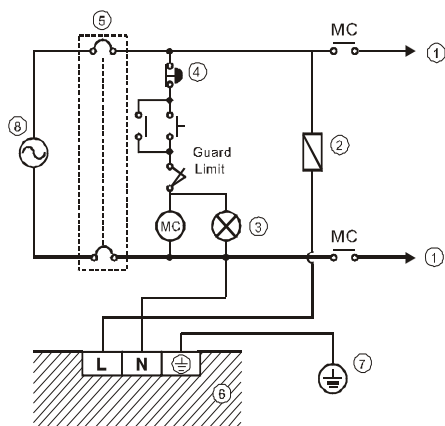 ⑤
MC
①
④
⑧
②
Guard
Limit
MC
③
MC
①
L N
⑦
⑥